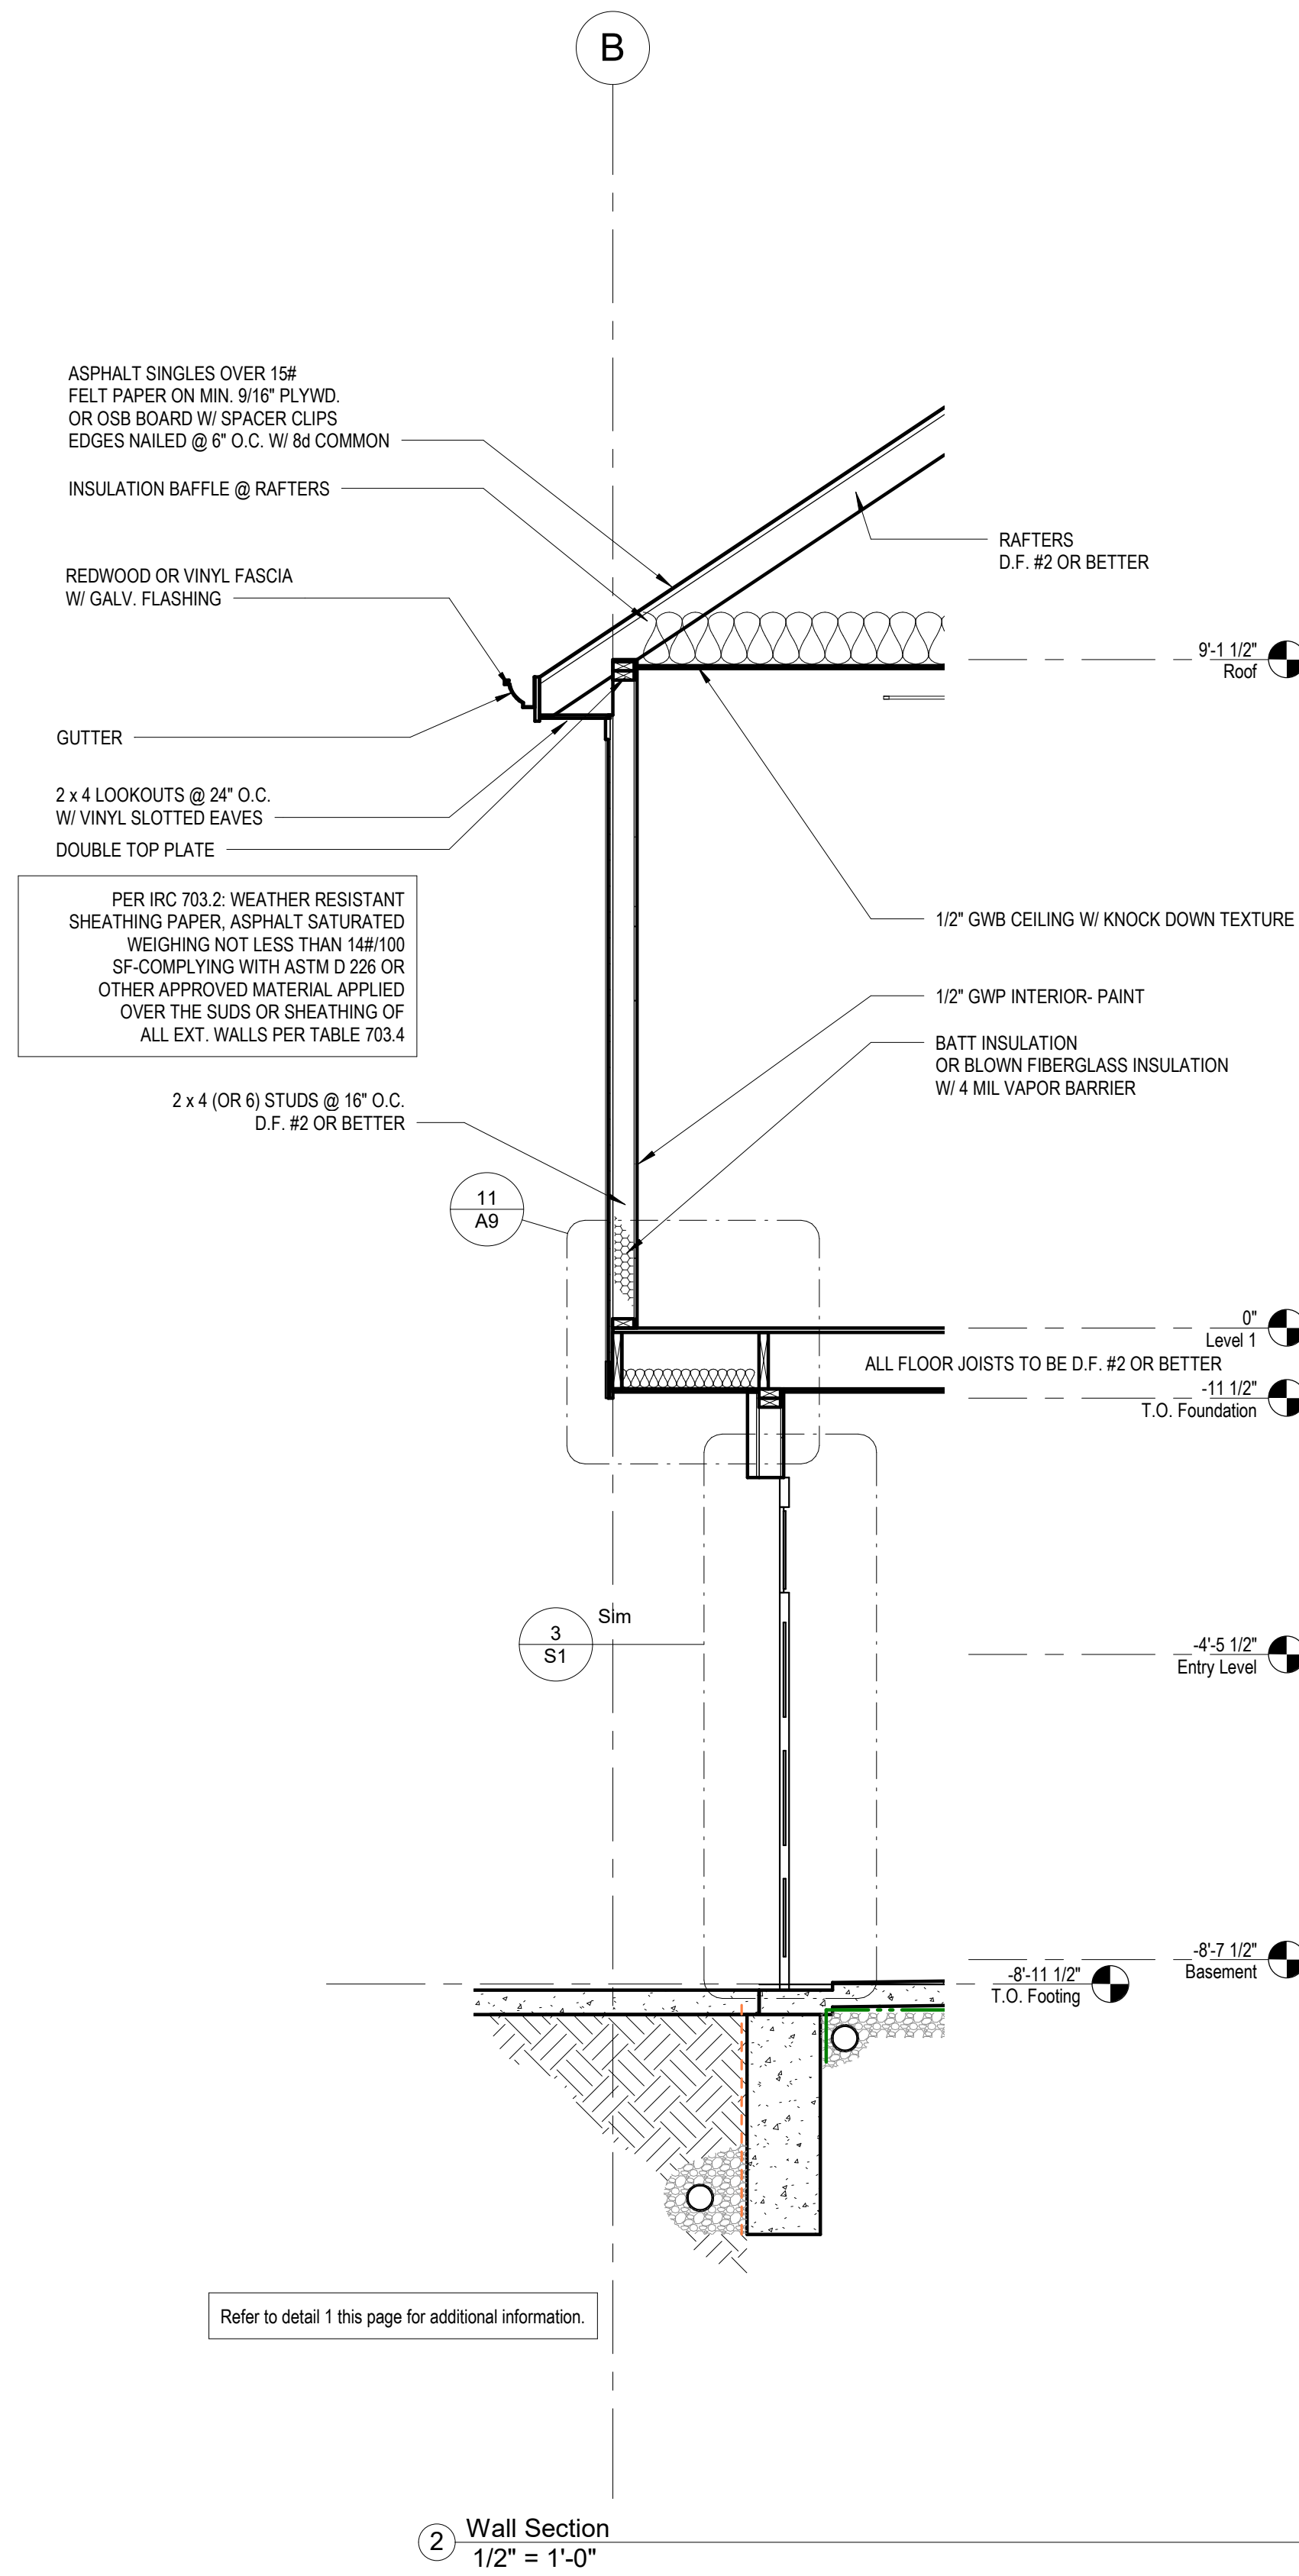 B
ASPHALT SINGLES OVER 15#
FELT PAPER ON MIN. 9/16" PLYWD.
OR OSB BOARD W/ SPACER CLIPS
EDGES NAILED @ 6" O.C. W/ 8d COMMON
INSULATION BAFFLE @ RAFTERS
RAFTERS
D.F. #2 OR BETTER
REDWOOD OR VINYL FASCIA
W/ GALV. FLASHING
9'-1 1/2"
Roof
GUTTER
2 x 4 LOOKOUTS @ 24" O.C.
W/ VINYL SLOTTED EAVES
DOUBLE TOP PLATE
PER IRC 703.2: WEATHER RESISTANT
SHEATHING PAPER, ASPHALT SATURATED
WEIGHING NOT LESS THAN 14#/100
SF-COMPLYING WITH ASTM D 226 OR
OTHER APPROVED MATERIAL APPLIED
OVER THE SUDS OR SHEATHING OF
ALL EXT. WALLS PER TABLE 703.4
1/2" GWB CEILING W/ KNOCK DOWN TEXTURE
1/2" GWP INTERIOR- PAINT
BATT INSULATION
OR BLOWN FIBERGLASS INSULATION
W/ 4 MIL VAPOR BARRIER
2 x 4 (OR 6) STUDS @ 16" O.C.
D.F. #2 OR BETTER
11
A9
0"
Level 1
ALL FLOOR JOISTS TO BE D.F. #2 OR BETTER
-11 1/2"
T.O. Foundation
Sim
3
S1
-4'-5 1/2"
Entry Level
-8'-7 1/2"
Basement
-8'-11 1/2"
T.O. Footing
Refer to detail 1 this page for additional information.
2
Wall Section
1/2" = 1'-0"